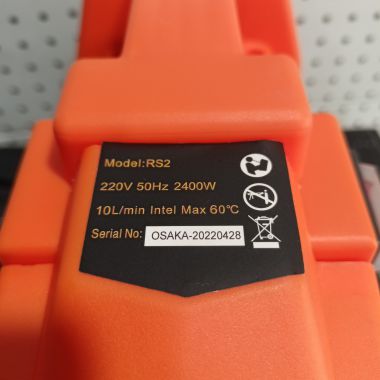 Model:RS2
220V 50Hz 2400W
10L/min Intel Max 60℃
Serial No: OSAKA-20220428